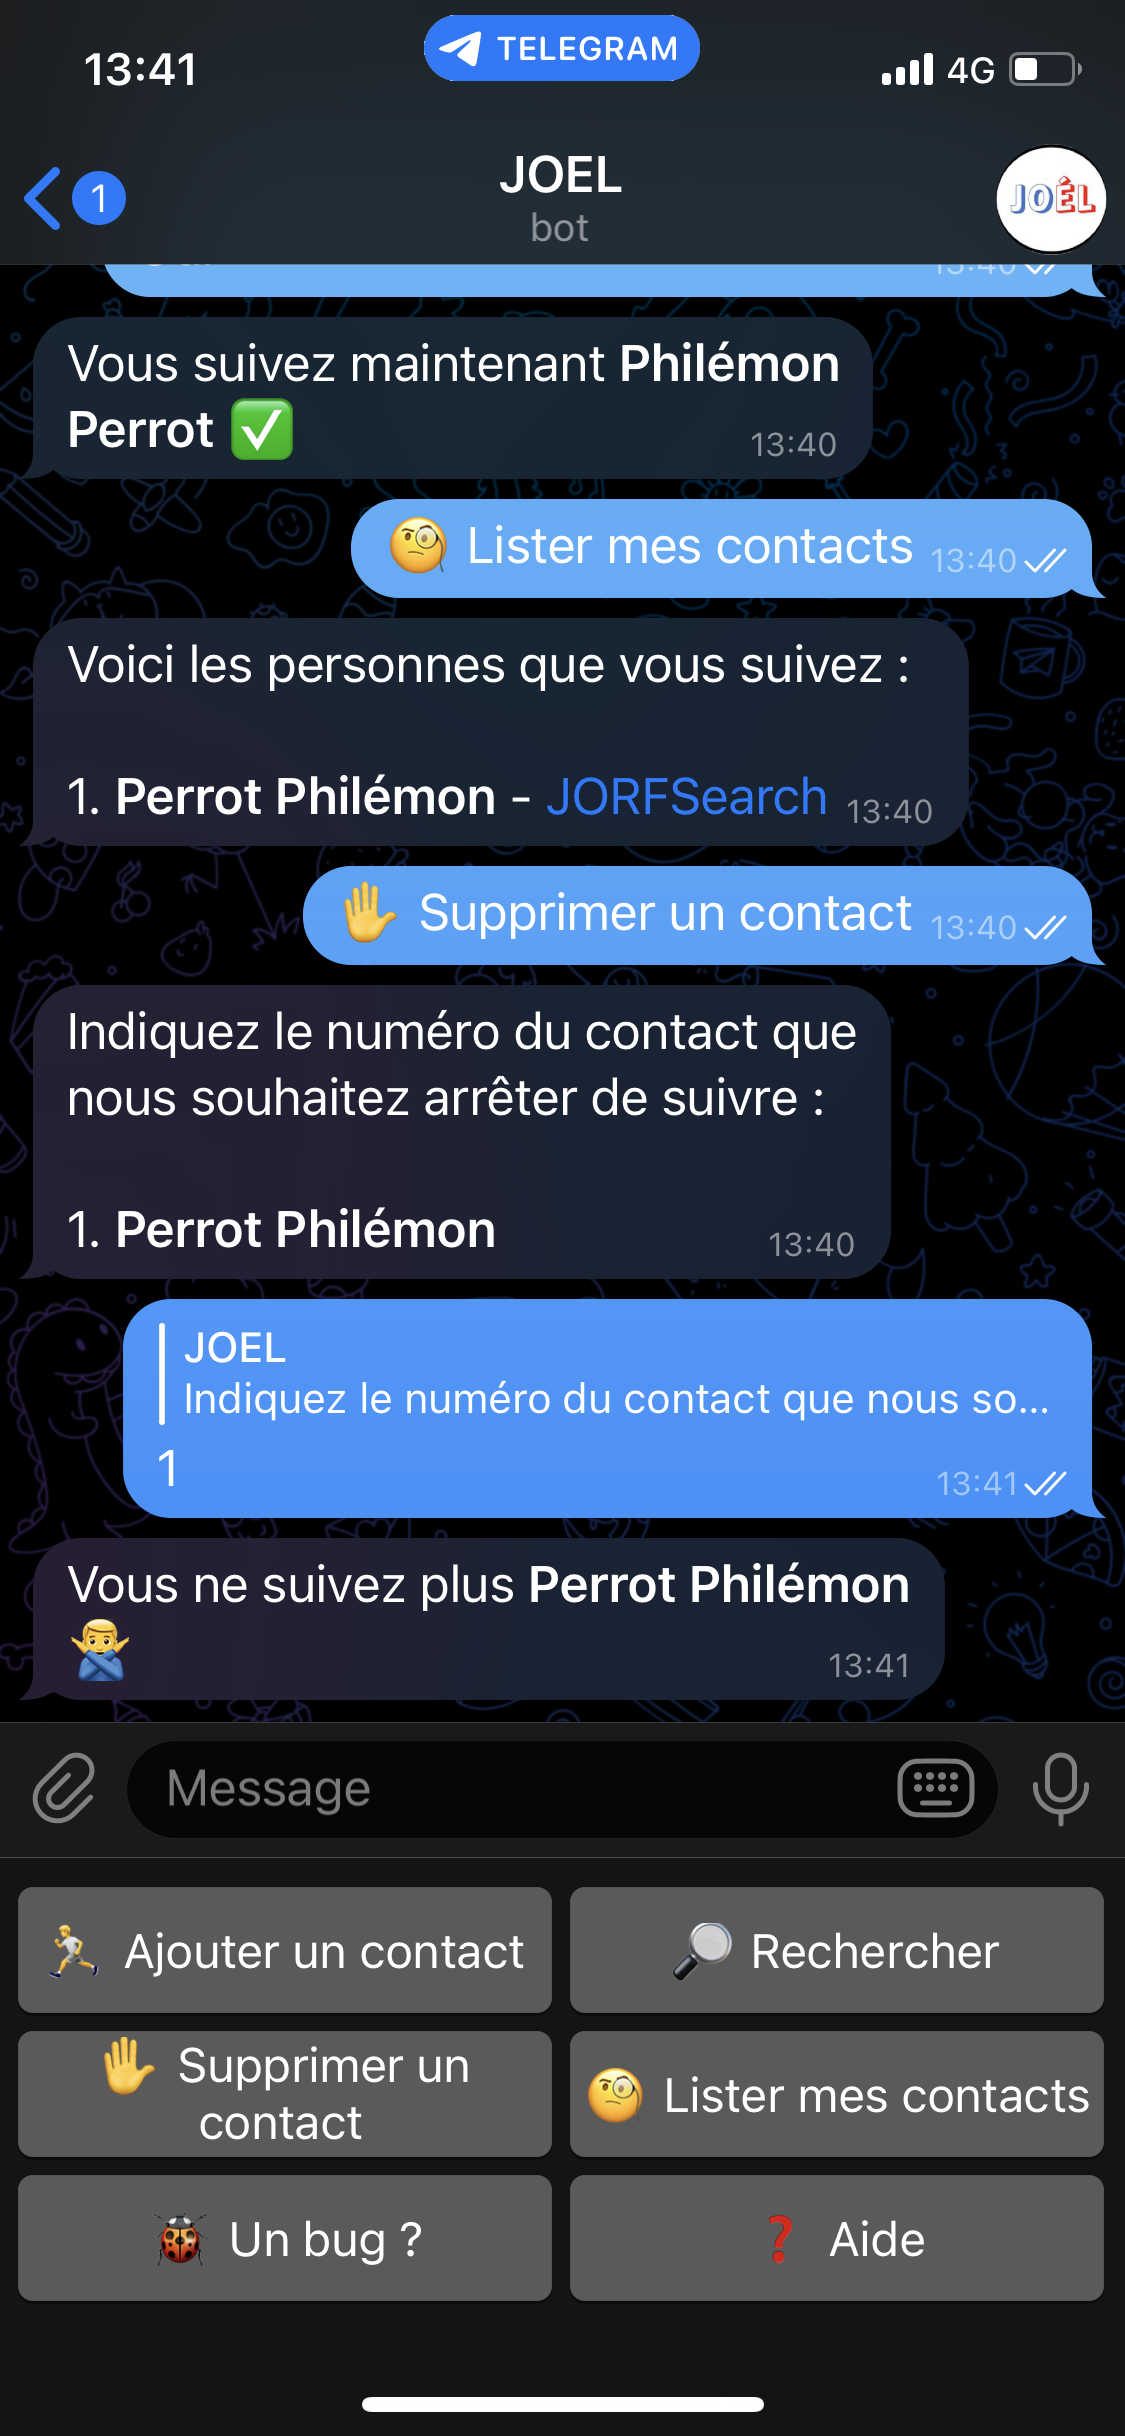 13:41
TELEGRAM
4G
1
JOEL
bot
JOÉL
13:40
Vous suivez maintenant Philémon
Perrot ✅
13:40
🧐 Lister mes contacts 13:40
Voici les personnes que vous suivez :
1. Perrot Philémon - JORFSearch 13:40
✋ Supprimer un contact 13:40
Indiquez le numéro du contact que
nous souhaitez arrêter de suivre :
1. Perrot Philémon
13:40
JOEL
Indiquez le numéro du contact que nous so...
1
13:41
Vous ne suivez plus Perrot Philémon
🙅‍♂️
13:41
Message
🏃 Ajouter un contact
🔎 Rechercher
✋ Supprimer un
contact
🧐 Lister mes contacts
🐞 Un bug ?
❓ Aide